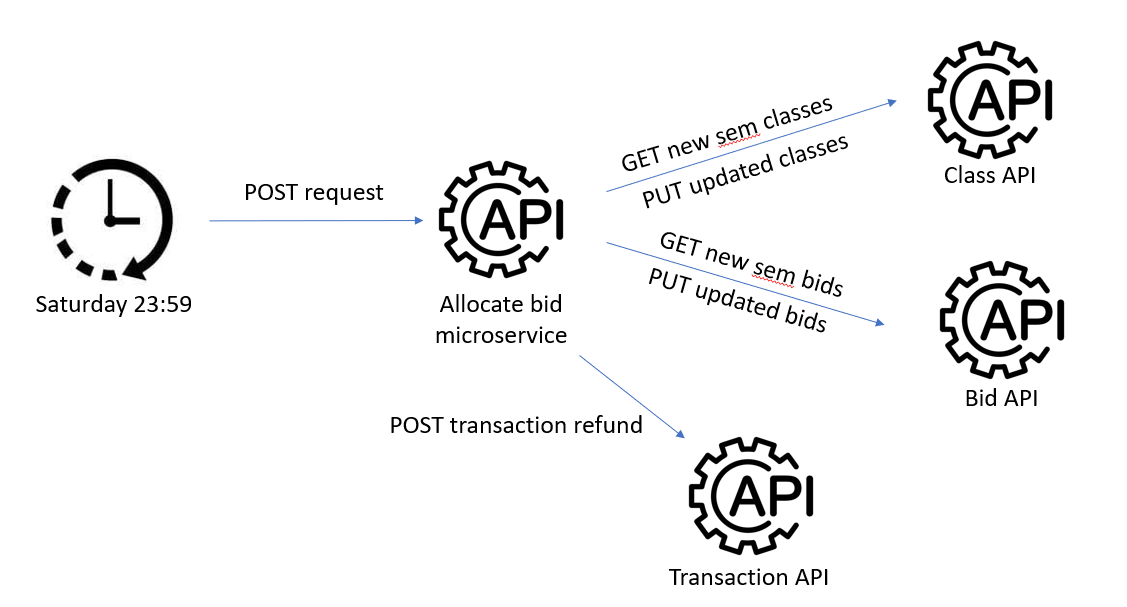 GET new sem classes
PUT updated classes
API
Class API
POST request
API
Saturday 23:59
Allocate bid
microservice
GET new sem bids
PUT updated bids
API
Bid API
POST transaction refund
API
Transaction API